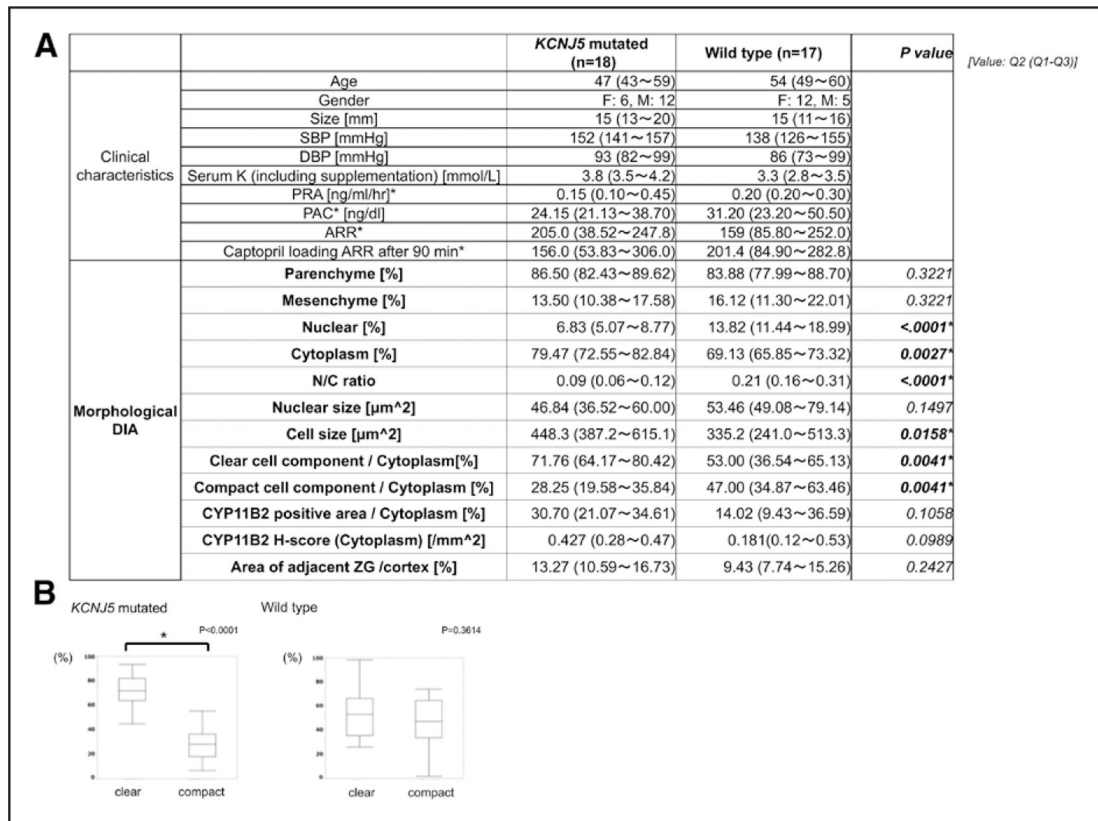 A
KCNJ5 mutated (n=18) Wild type (n=17) P value [Value: Q2 (Q1-Q3)]
Clinical characteristics
Age 47 (43～59) 54 (49～60)
Gender F: 6, M: 12 F: 12, M: 5
Size [mm] 15 (13～20) 15 (11～16)
SBP [mmHg] 152 (141～157) 138 (126～155)
DBP [mmHg] 93 (82～99) 86 (73～99)
Serum K (including supplementation) [mmol/L] 3.8 (3.5～4.2) 3.3 (2.8～3.5)
PRA [ng/ml/hr]* 0.15 (0.10～0.45) 0.20 (0.20～0.30)
PAC* [ng/dl] 24.15 (21.13～38.70) 31.20 (23.20～50.50)
ARR* 205.0 (38.52～247.8) 159 (85.80～252.0)
Captopril loading ARR after 90 min* 156.0 (53.83～306.0) 201.4 (84.90～282.8)
Morphological DIA
Parenchyme [%] 86.50 (82.43～89.62) 83.88 (77.99～88.70) 0.3221
Mesenchyme [%] 13.50 (10.38～17.58) 16.12 (11.30～22.01) 0.3221
Nuclear [%] 6.83 (5.07～8.77) 13.82 (11.44～18.99) <.0001*
Cytoplasm [%] 79.47 (72.55～82.84) 69.13 (65.85～73.32) 0.0027*
N/C ratio 0.09 (0.06～0.12) 0.21 (0.16～0.31) <.0001*
Nuclear size [µm^2] 46.84 (36.52～60.00) 53.46 (49.08～79.14) 0.1497
Cell size [µm^2] 448.3 (387.2～615.1) 335.2 (241.0～513.3) 0.0158*
Clear cell component / Cytoplasm[%] 71.76 (64.17～80.42) 53.00 (36.54～65.13) 0.0041*
Compact cell component / Cytoplasm [%] 28.25 (19.58～35.84) 47.00 (34.87～63.46) 0.0041*
CYP11B2 positive area / Cytoplasm [%] 30.70 (21.07～34.61) 14.02 (9.43～36.59) 0.1058
CYP11B2 H-score (Cytoplasm) [/mm^2] 0.427 (0.28～0.47) 0.181(0.12～0.53) 0.0989
Area of adjacent ZG /cortex [%] 13.27 (10.59～16.73) 9.43 (7.74～15.26) 0.2427
B
KCNJ5 mutated
P<0.0001
*
(%)
100
80
60
40
20
0
clear compact
Wild type
P=0.3614
(%)
100
80
60
40
20
0
clear compact